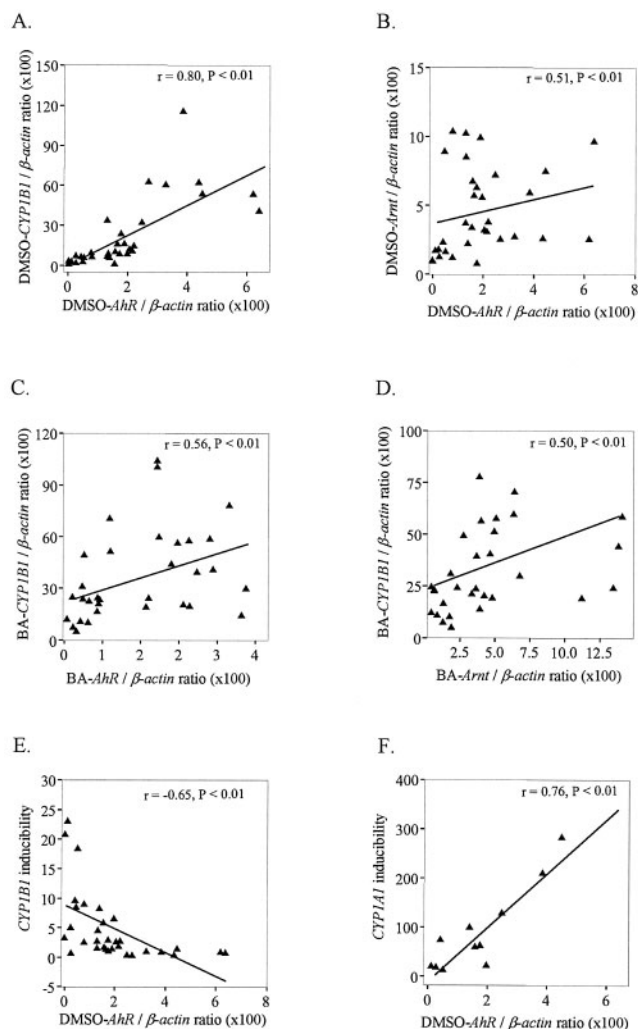 A.
r = 0.80, P < 0.01
DMSO-CYP1B1 / β-actin ratio (x100)
150
120
90
60
30
0
0 2 4 6
DMSO-AhR / β-actin ratio (x100)
B.
r = 0.51, P < 0.01
DMSO-Arnt / β-actin ratio (x100)
15
10
5
0
0 2 4 6 8
DMSO-AhR / β-actin ratio (x100)
C.
r = 0.56, P < 0.01
BA-CYP1B1 / β-actin ratio (x100)
120
90
60
30
0
0 1 2 3 4
BA-AhR / β-actin ratio (x100)
D.
r = 0.50, P < 0.01
BA-CYP1B1 / β-actin ratio (x100)
100
75
50
25
0
2.5 5.0 7.5 10.0 12.5
BA-Arnt / β-actin ratio (x100)
E.
r = -0.65, P < 0.01
CYP1B1 inducibility
30
25
20
15
10
5
0
-5
0 2 4 6 8
DMSO-AhR / β-actin ratio (x100)
F.
r = 0.76, P < 0.01
CYP1A1 inducibility
400
300
200
100
0
0 2 4 6
DMSO-AhR / β-actin ratio (x100)